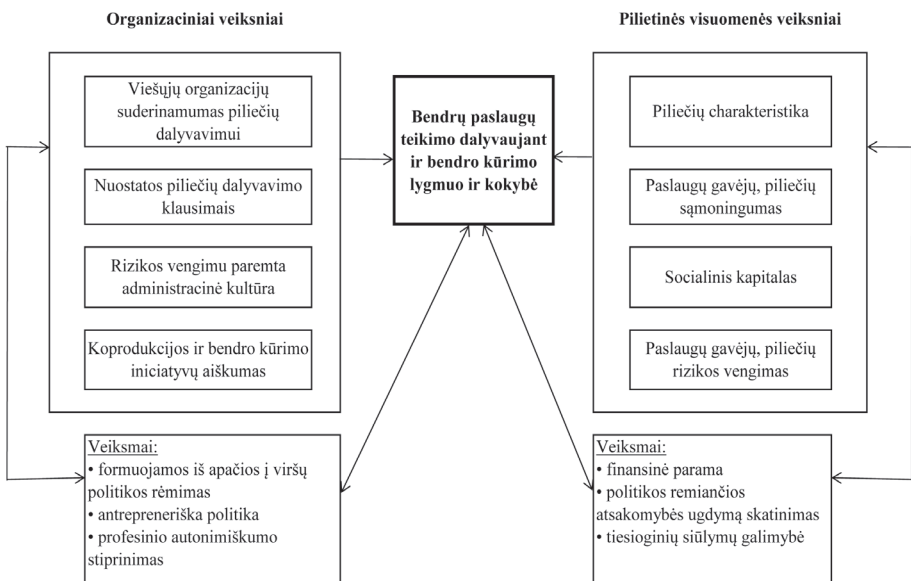 Organizaciniai veiksniai
Viešųjų organizacijų
suderinamumas piliečių
dalyvavimui
Nuostatos piliečių dalyvavimo
klausimais
Rizikos vengimu paremta
administracinė kultūra
Koprodukcijos ir bendro kūrimo
iniciatyvų aiškumas
Veiksmai:
• formuojamos iš apačios į viršų
politikos rėmimas
• antrepreneriška politika
• profesinio autonimiškumo
stiprinimas
Bendrų paslaugų
teikimo dalyvaujant
ir bendro kūrimo
lygmuo ir kokybė
Pilietinės visuomenės veiksniai
Piliečių charakteristika
Paslaugų gavėjų, piliečių
sąmoningumas
Socialinis kapitalas
Paslaugų gavėjų, piliečių
rizikos vengimas
Veiksmai:
• finansinė parama
• politikos remiančios
atsakomybės ugdymą skatinimas
• tiesioginių siūlymų galimybė